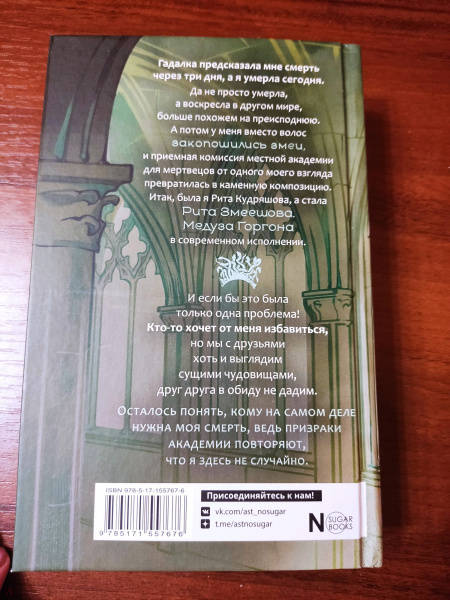 Гадалка предсказала мне смерть
через три дня, а я умерла сегодня.
Да не просто умерла,
а воскресла в другом мире,
больше похожем на преисподнюю.
А потом у меня вместо волос
закопошились змеи,
и приемная комиссия местной академии
для мертвецов от одного моего взгляда
превратилась в каменную композицию.
Итак, была я Рита Кудряшова, а стала
Рита Змеешова.
Медуза Горгона
в современном исполнении.
И если бы это была
только одна проблема!
Кто-то хочет от меня избавиться,
но мы с друзьями
хоть и выглядим
сущими чудовищами,
друг друга в обиду не дадим.
Осталось понять, кому на самом деле
нужна моя смерть, ведь призраки
академии повторяют,
что я здесь не случайно.
ISBN 978-5-17-155767-6
9 785171 557676
Присоединяйтесь к нам!
vk.com/ast_nosugar
t.me/astnosugar
NO SUGAR BOOKS